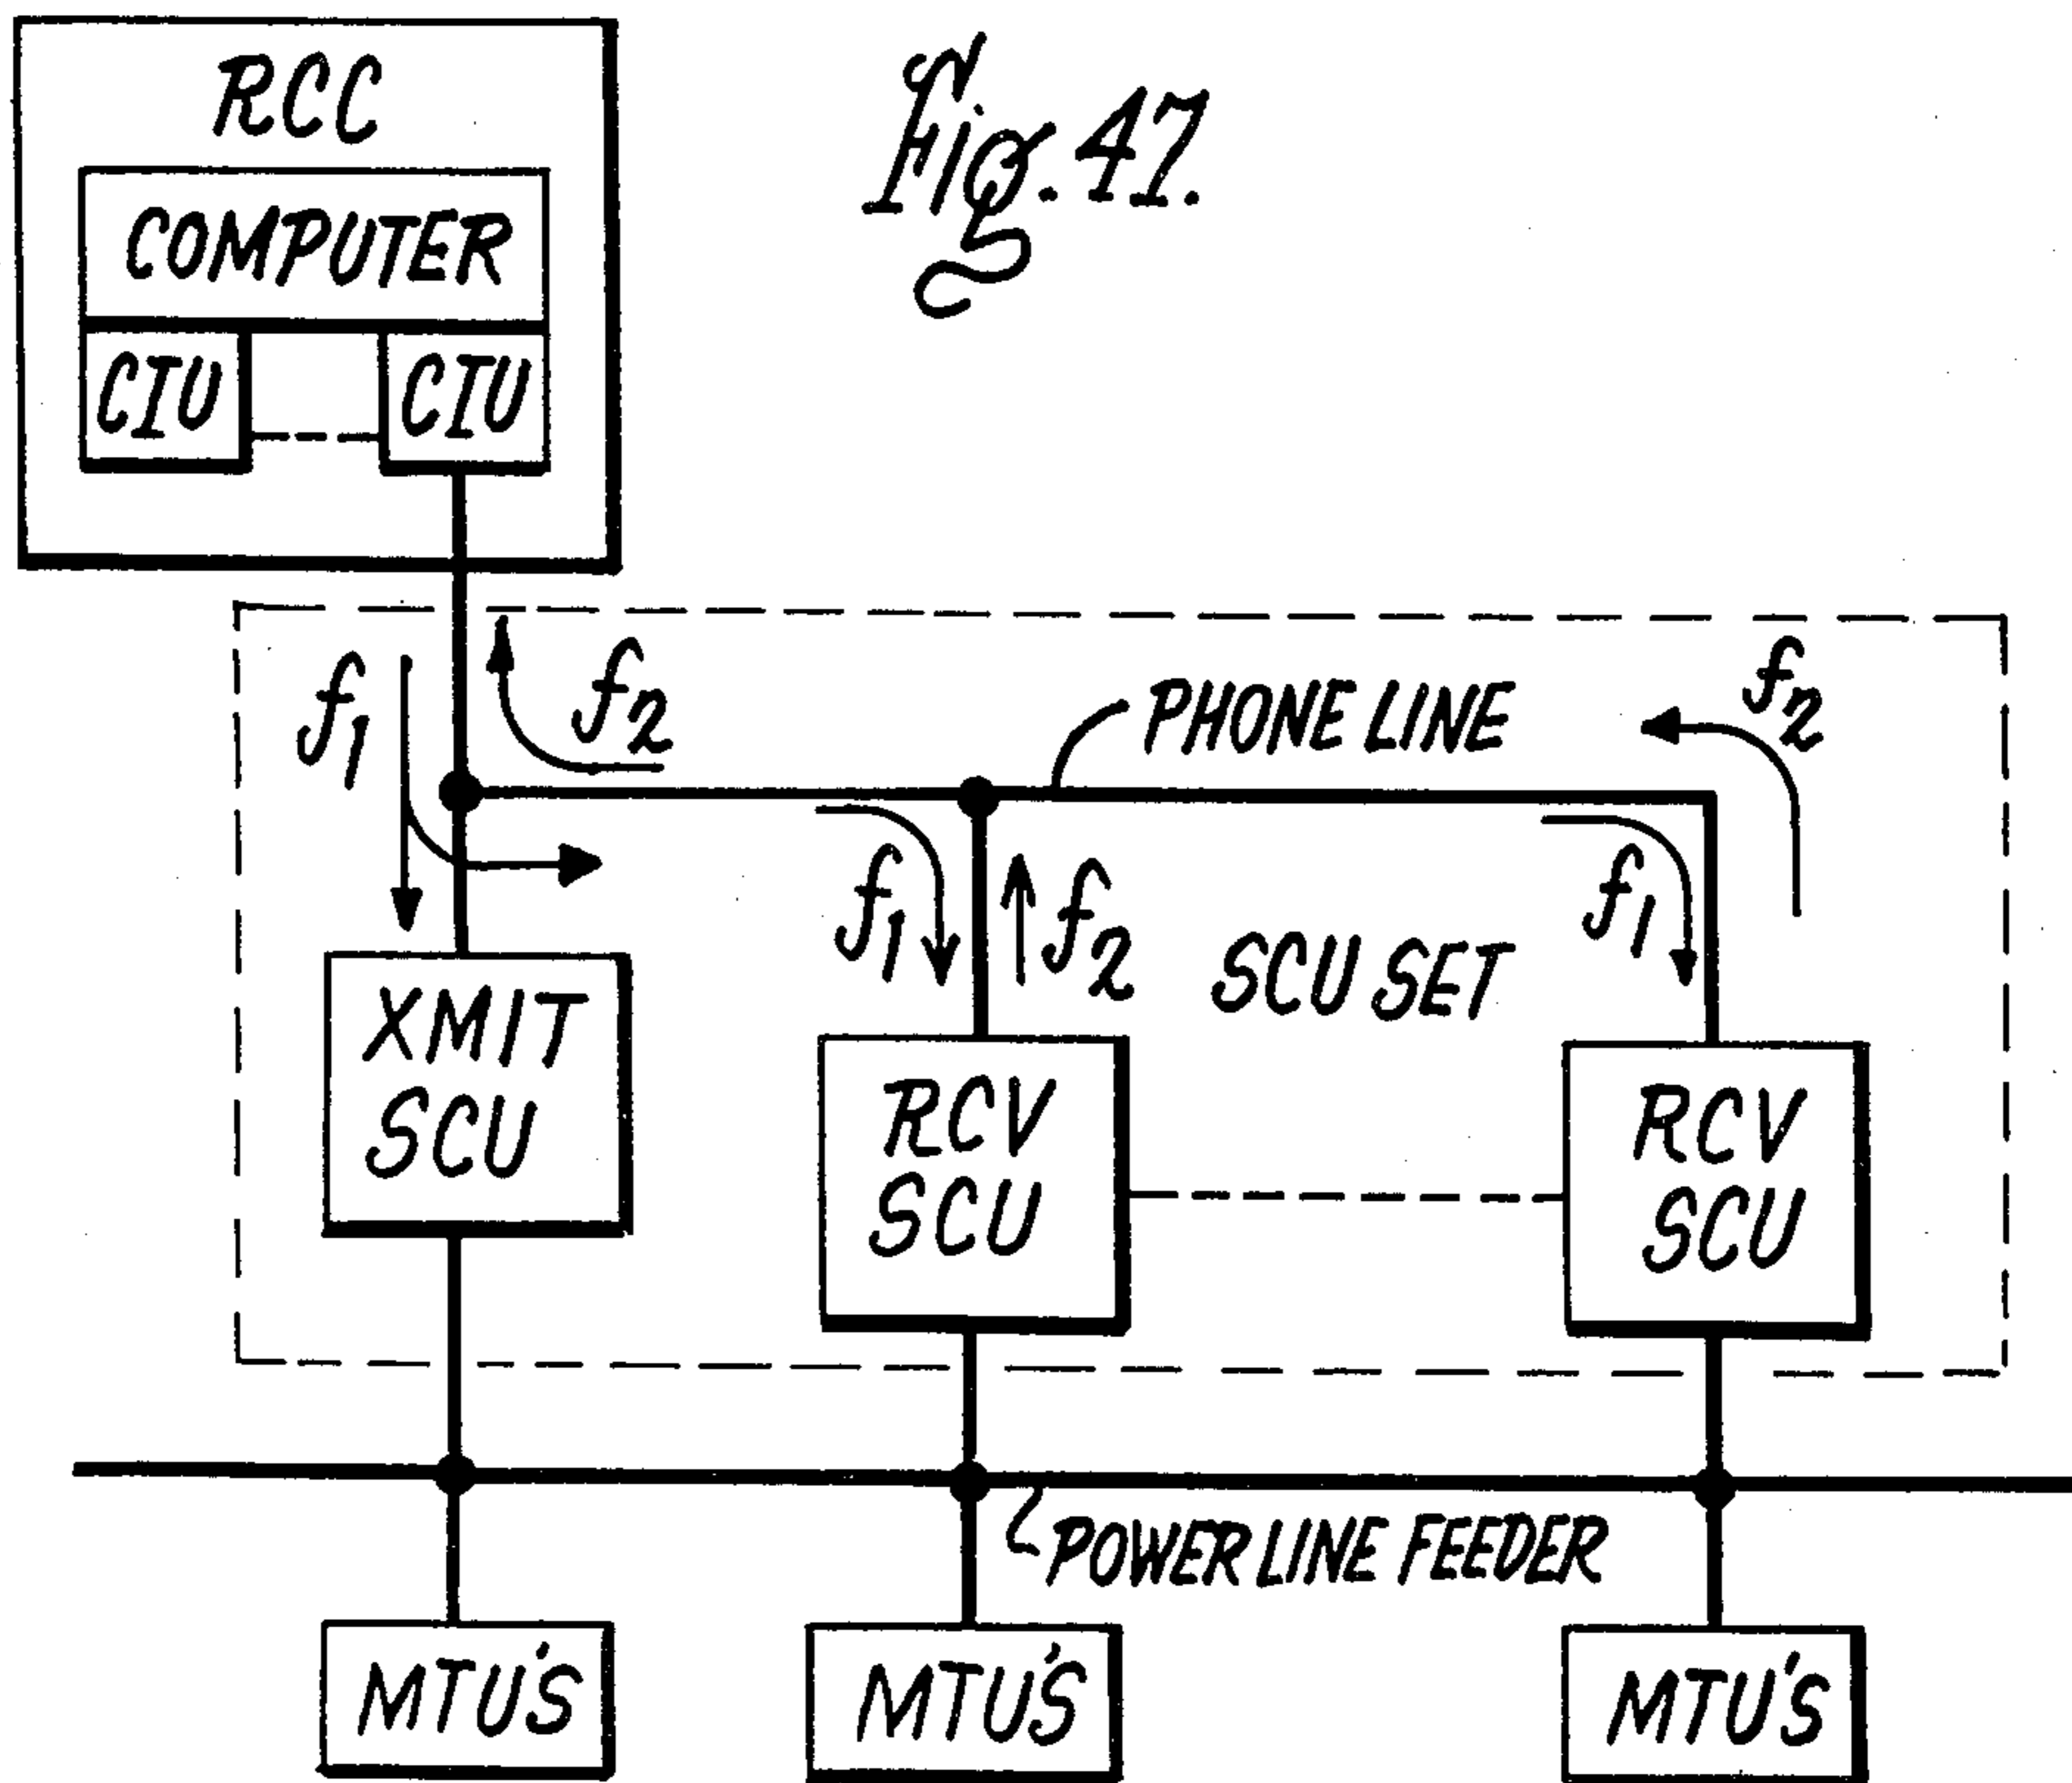 RCC
Fig. 47.
COMPUTER
CIU
CIU
f1
f2
PHONE LINE
f2
f1
f2
f1
SCU SET
XMIT
SCU
RCV
SCU
RCV
SCU
POWER LINE FEEDER
MTU'S
MTU'S
MTU'S